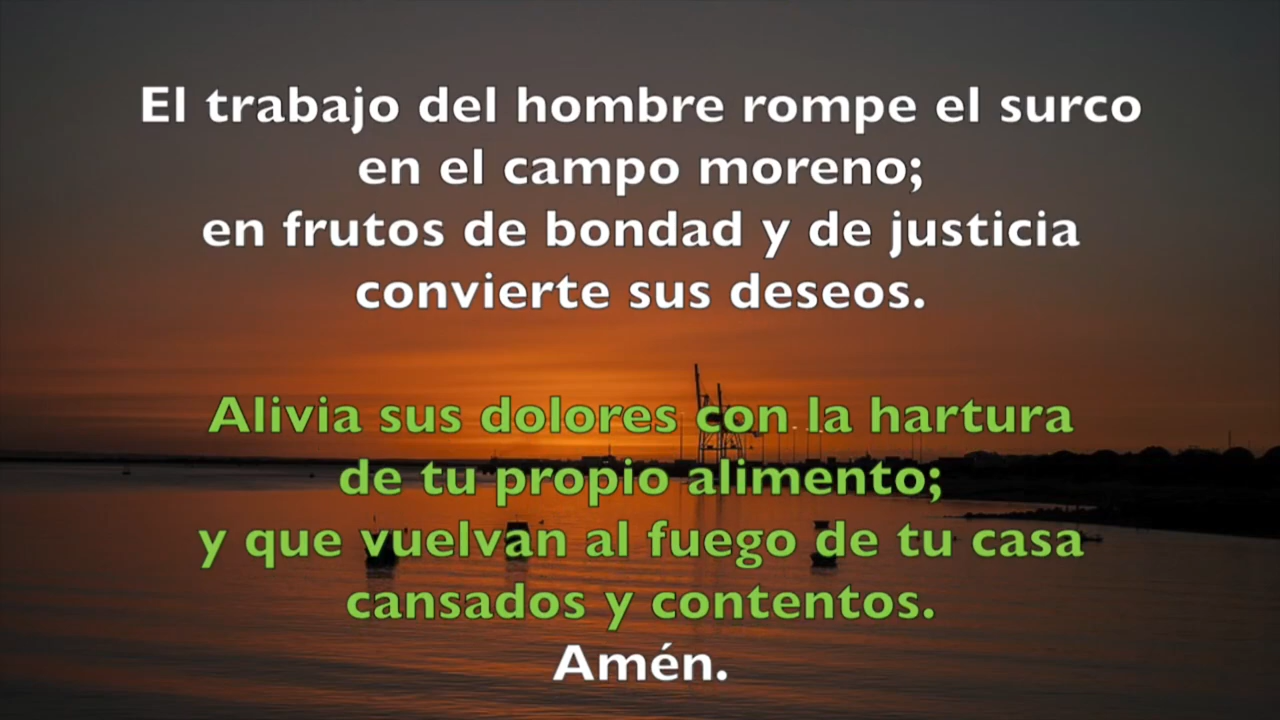 El trabajo del hombre rompe el surco
en el campo moreno;
en frutos de bondad y de justicia
convierte sus deseos.
Alivia sus dolores con la hartura
de tu propio alimento;
y que vuelvan al fuego de tu casa
cansados y contentos.
Amén.